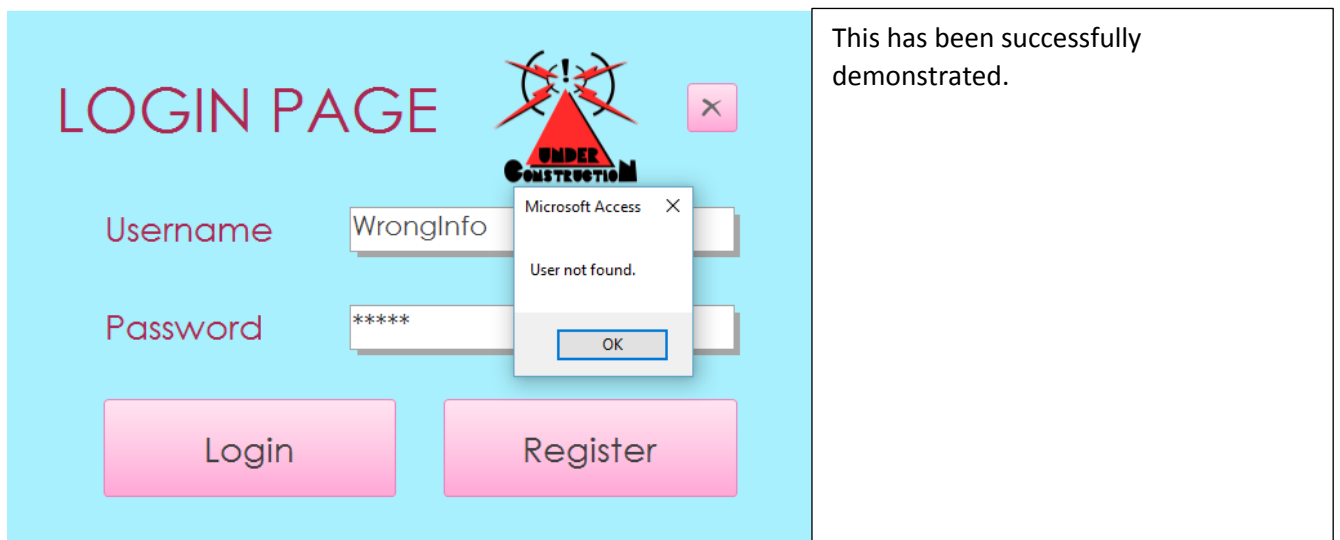 LOGIN PAGE
!
UNDER
CONSTRUCTION
×
Username
WrongInfo
Password
*****
Microsoft Access ×
User not found.
OK
Login
Register
This has been successfully
demonstrated.